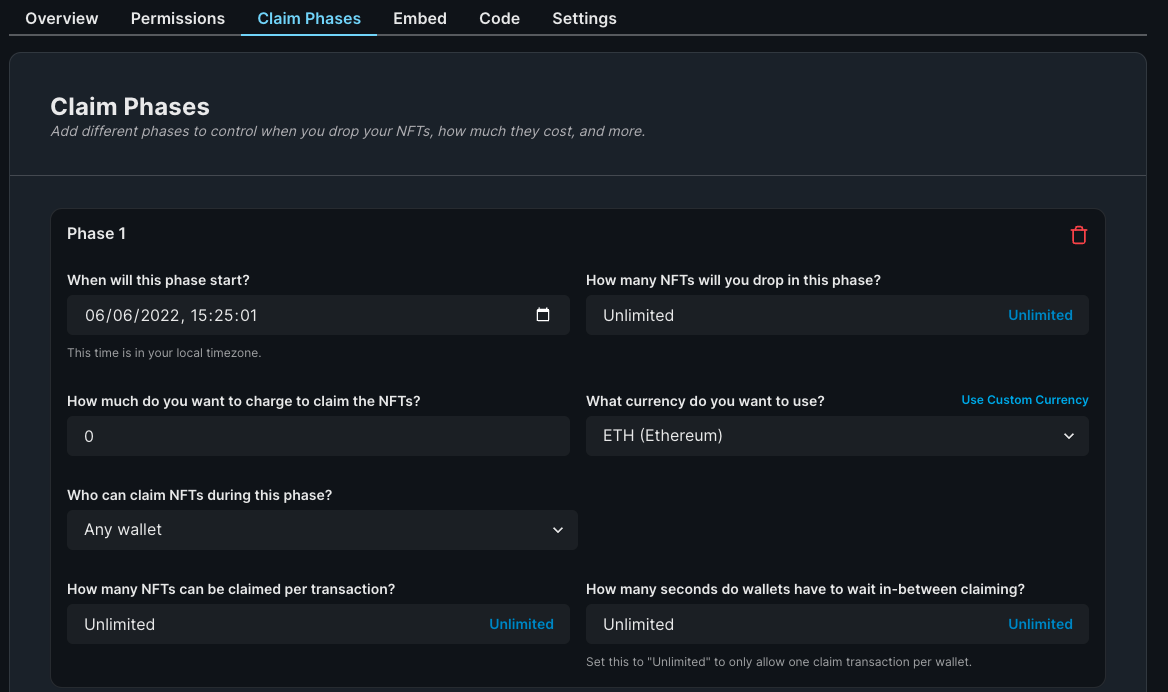 Overview Permissions Claim Phases Embed Code Settings
Claim Phases
Add different phases to control when you drop your NFTs, how much they cost, and more.
Phase 1
When will this phase start?
06/06/2022, 15:25:01
This time is in your local timezone.
How many NFTs will you drop in this phase?
Unlimited Unlimited
How much do you want to charge to claim the NFTs?
0
What currency do you want to use? Use Custom Currency
ETH (Ethereum)
Who can claim NFTs during this phase?
Any wallet
How many NFTs can be claimed per transaction?
Unlimited Unlimited
How many seconds do wallets have to wait in-between claiming?
Unlimited Unlimited
Set this to "Unlimited" to only allow one claim transaction per wallet.